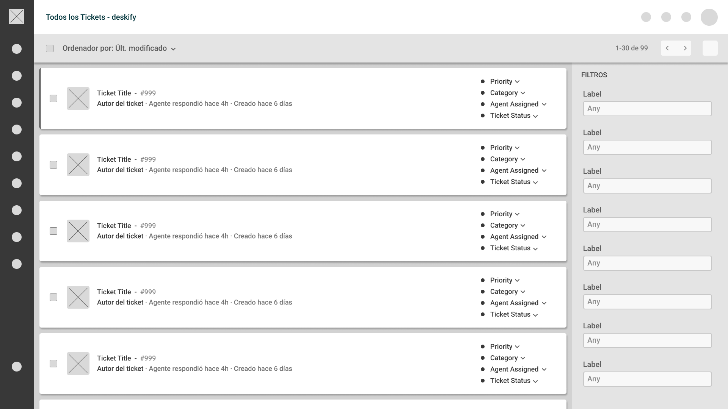 Todos los Tickets - deskify
Ordenador por: Últ. modificado
1-30 de 99
FILTROS
Ticket Title - #999
Autor del ticket · Agente respondió hace 4h · Creado hace 6 días
Priority
Category
Agent Assigned
Ticket Status
Ticket Title - #999
Autor del ticket · Agente respondió hace 4h · Creado hace 6 días
Priority
Category
Agent Assigned
Ticket Status
Ticket Title - #999
Autor del ticket · Agente respondió hace 4h · Creado hace 6 días
Priority
Category
Agent Assigned
Ticket Status
Ticket Title - #999
Autor del ticket · Agente respondió hace 4h · Creado hace 6 días
Priority
Category
Agent Assigned
Ticket Status
Ticket Title - #999
Autor del ticket · Agente respondió hace 4h · Creado hace 6 días
Priority
Category
Agent Assigned
Ticket Status
Label
Any
Label
Any
Label
Any
Label
Any
Label
Any
Label
Any
Label
Any
Label
Any